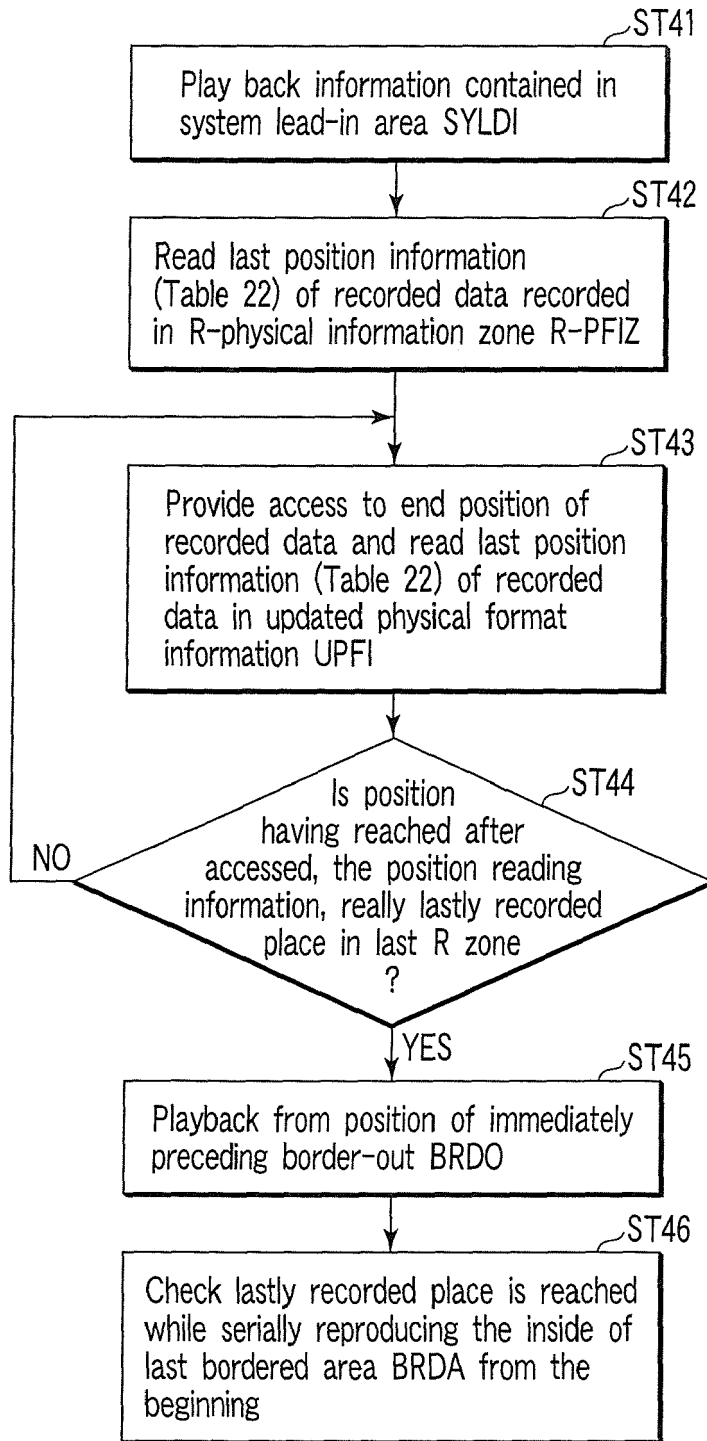 ST41
Play back information contained in
system lead-in area SYLDI
ST42
Read last position information
(Table 22) of recorded data recorded
in R-physical information zone R-PFIZ
ST43
Provide access to end position of
recorded data and read last position
information (Table 22) of recorded
data in updated physical format
information UPFI
ST44
Is position
having reached after
accessed, the position reading
information, really lastly recorded
place in last R zone
?
NO
YES
ST45
Playback from position of immediately
preceding border-out BRDO
ST46
Check lastly recorded place is reached
while serially reproducing the inside of
last bordered area BRDA from the
beginning